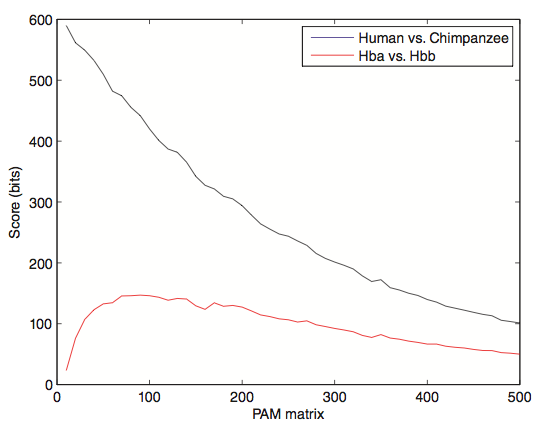 600
500
400
300
200
100
0
Score (bits)
Human vs. Chimpanzee
Hba vs. Hbb
0 100 200 300 400 500
PAM matrix